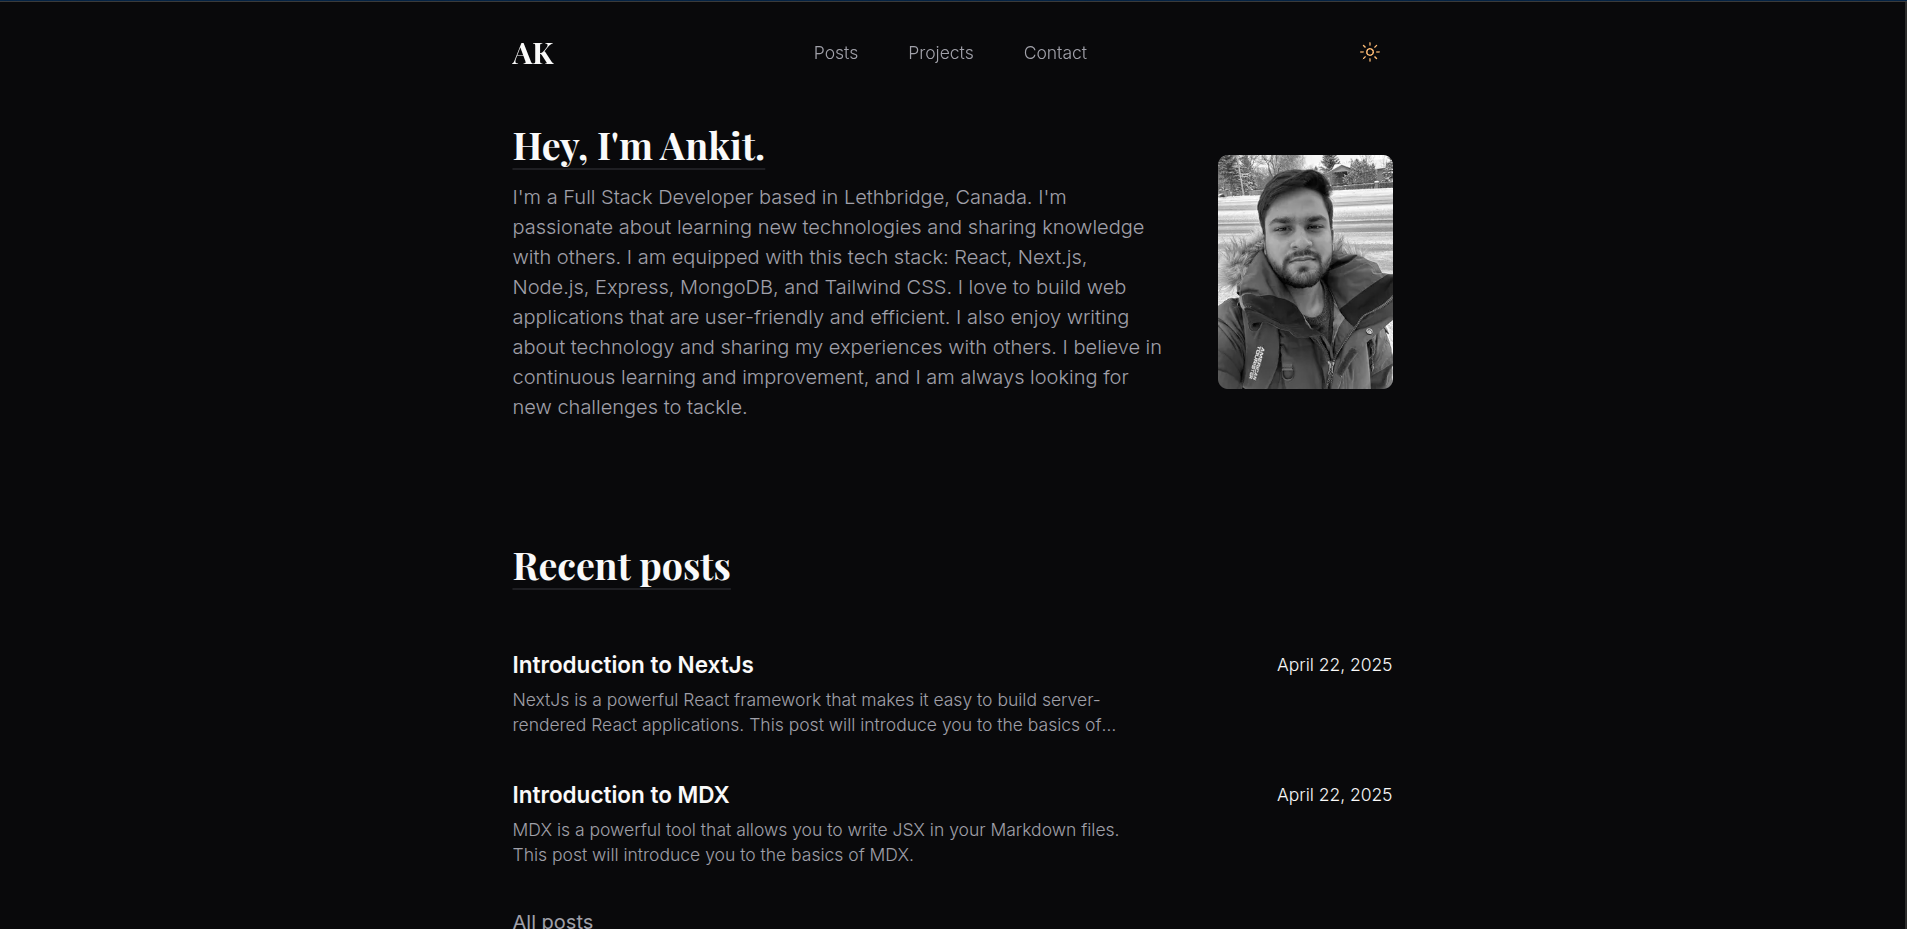 AK
Posts
Projects
Contact
Hey, I'm Ankit.
I'm a Full Stack Developer based in Lethbridge, Canada. I'm
passionate about learning new technologies and sharing knowledge
with others. I am equipped with this tech stack: React, Next.js,
Node.js, Express, MongoDB, and Tailwind CSS. I love to build web
applications that are user-friendly and efficient. I also enjoy writing
about technology and sharing my experiences with others. I believe in
continuous learning and improvement, and I am always looking for
new challenges to tackle.
AMERICAN
TOURISTER
Recent posts
Introduction to NextJs
April 22, 2025
NextJs is a powerful React framework that makes it easy to build server-
rendered React applications. This post will introduce you to the basics of...
Introduction to MDX
April 22, 2025
MDX is a powerful tool that allows you to write JSX in your Markdown files.
This post will introduce you to the basics of MDX.
All posts